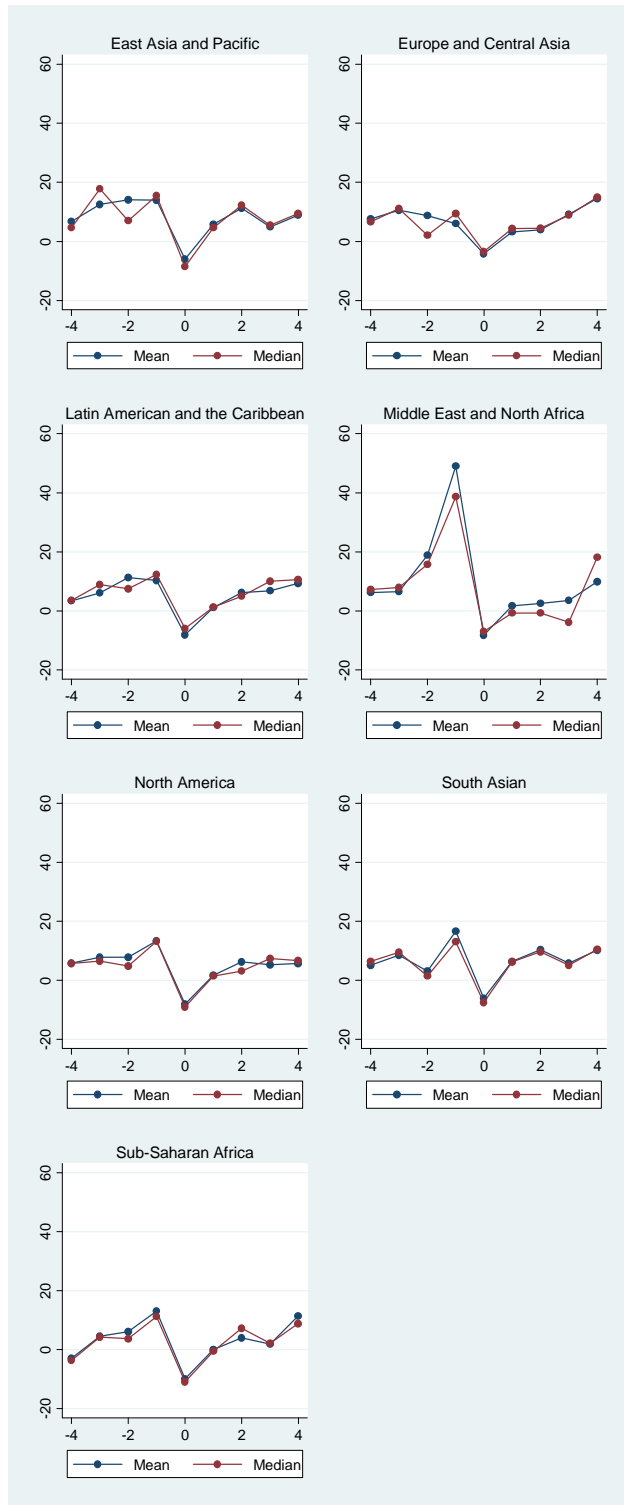 East Asia and Pacific
60
40
20
0
-20
-4 -2 0 2 4
Mean Median
Europe and Central Asia
60
40
20
0
-20
-4 -2 0 2 4
Mean Median
Latin American and the Caribbean
60
40
20
0
-20
-4 -2 0 2 4
Mean Median
Middle East and North Africa
60
40
20
0
-20
-4 -2 0 2 4
Mean Median
North America
60
40
20
0
-20
-4 -2 0 2 4
Mean Median
South Asian
60
40
20
0
-20
-4 -2 0 2 4
Mean Median
Sub-Saharan Africa
60
40
20
0
-20
-4 -2 0 2 4
Mean Median